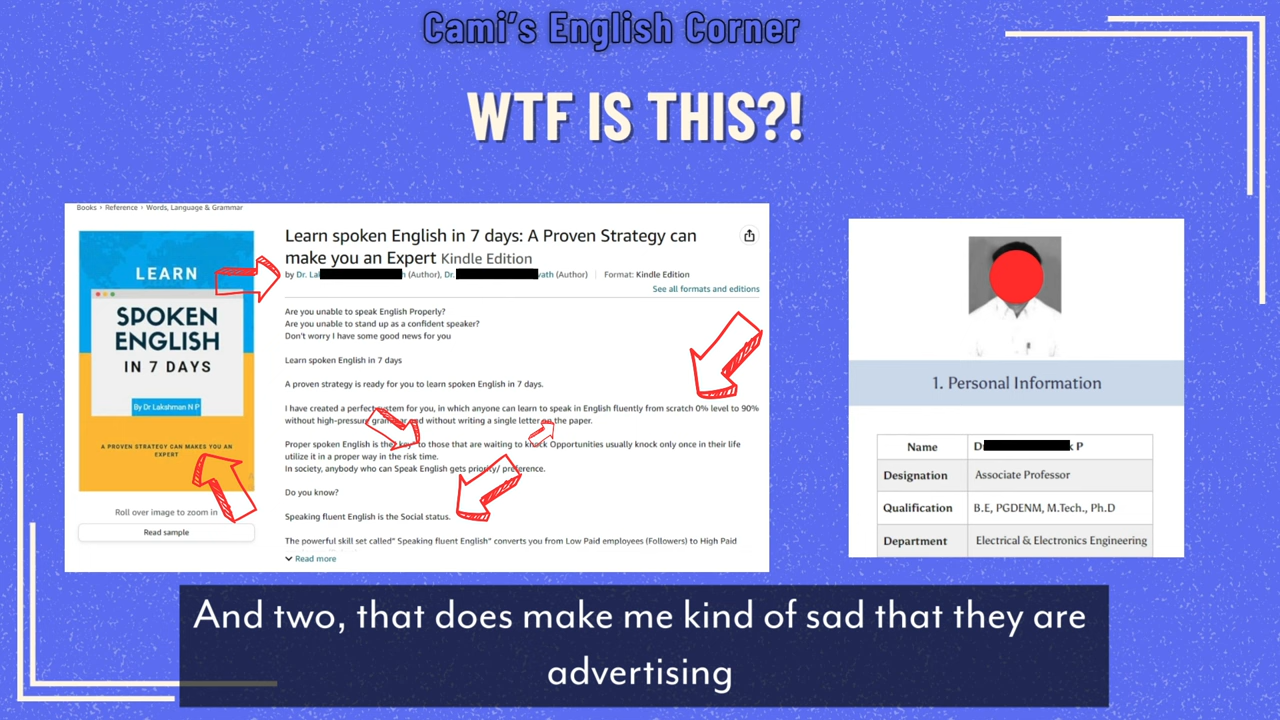 Cami's English Corner
WTF IS THIS?!
Books › Reference › Words, Language & Grammar
LEARN
SPOKEN
ENGLISH
IN 7 DAYS
By Dr Lakshman N P
A PROVEN STRATEGY CAN MAKES YOU AN
EXPERT
Roll over image to zoom in
Read sample
Learn spoken English in 7 days: A Proven Strategy can
make you an Expert Kindle Edition
by Dr. La (Author), Dr. vath (Author) Format: Kindle Edition
See all formats and editions
Are you unable to speak English Properly?
Are you unable to stand up as a confident speaker?
Don't worry I have some good news for you
Learn spoken English in 7 days
A proven strategy is ready for you to learn spoken English in 7 days.
I have created a perfect system for you, in which anyone can learn to speak in English fluently from scratch 0% level to 90%
without high-pressure grammar and without writing a single letter on the paper.
Proper spoken English is the key" to those that are waiting to knock Opportunities usually knock only once in their life
utilize it in a proper way in the risk time.
In society, anybody who can Speak English gets priority/ preference.
Do you know?
Speaking fluent English is the Social status.
The powerful skill set called" Speaking fluent English" converts you from Low Paid employees (Followers) to High Paid
Read more
1. Personal Information
Name D k P
Designation Associate Professor
Qualification B.E, PGDENM, M.Tech., Ph.D
Department Electrical & Electronics Engineering
And two, that does make me kind of sad that they are
advertising